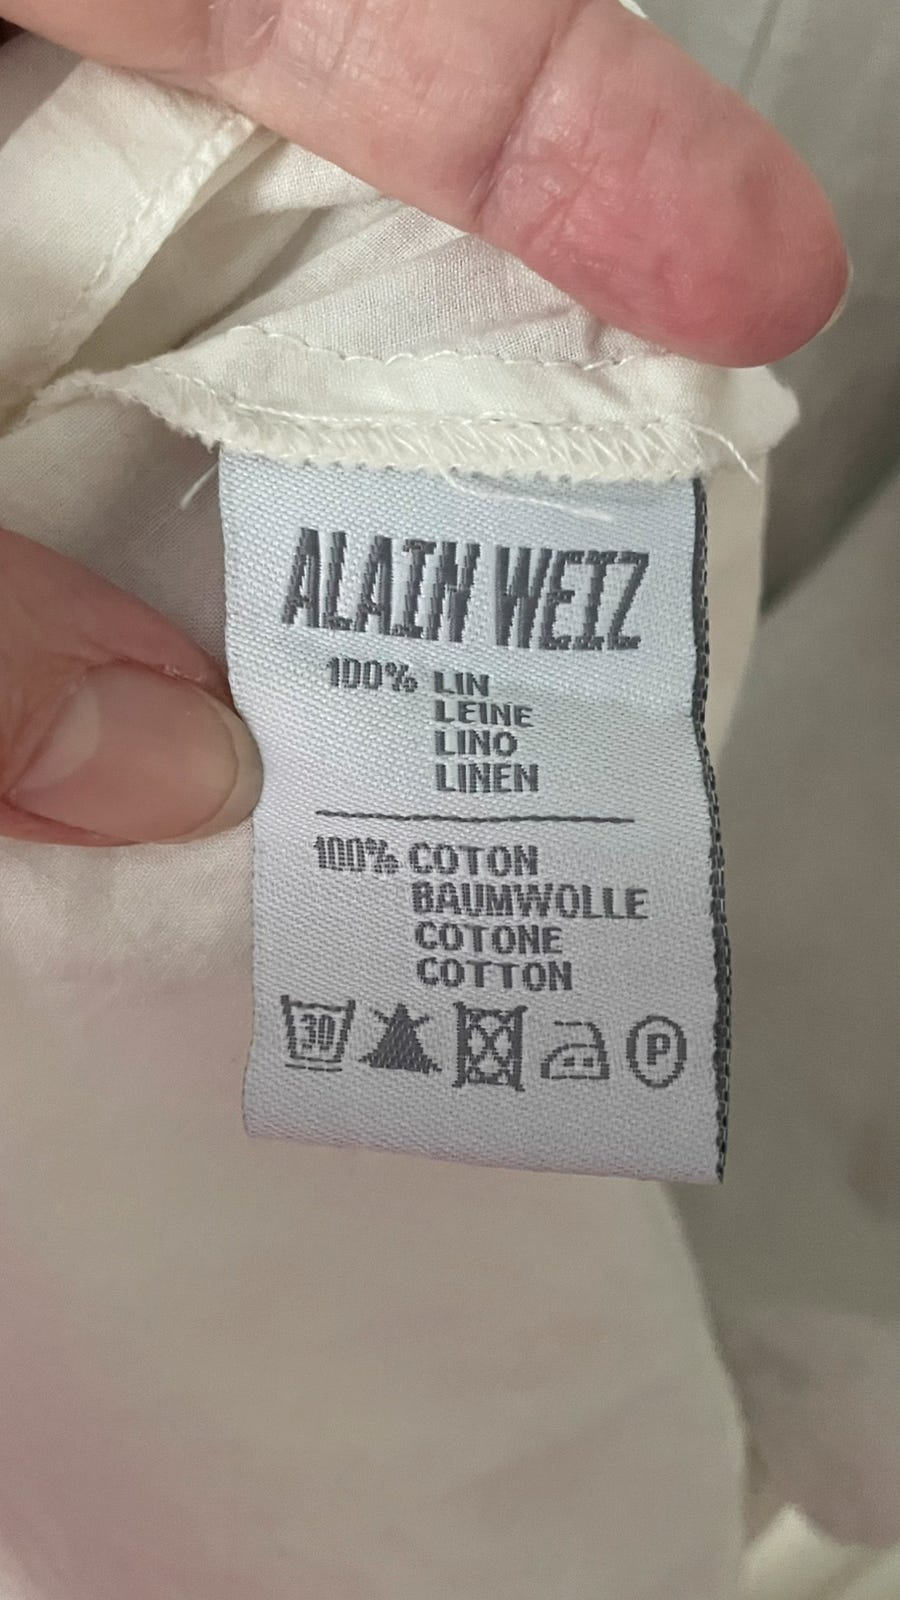 ALAIN WEIZ
100% LIN
LEINE
LINO
LINEN
100% COTON
BAUMWOLLE
COTONE
COTTON
30
P